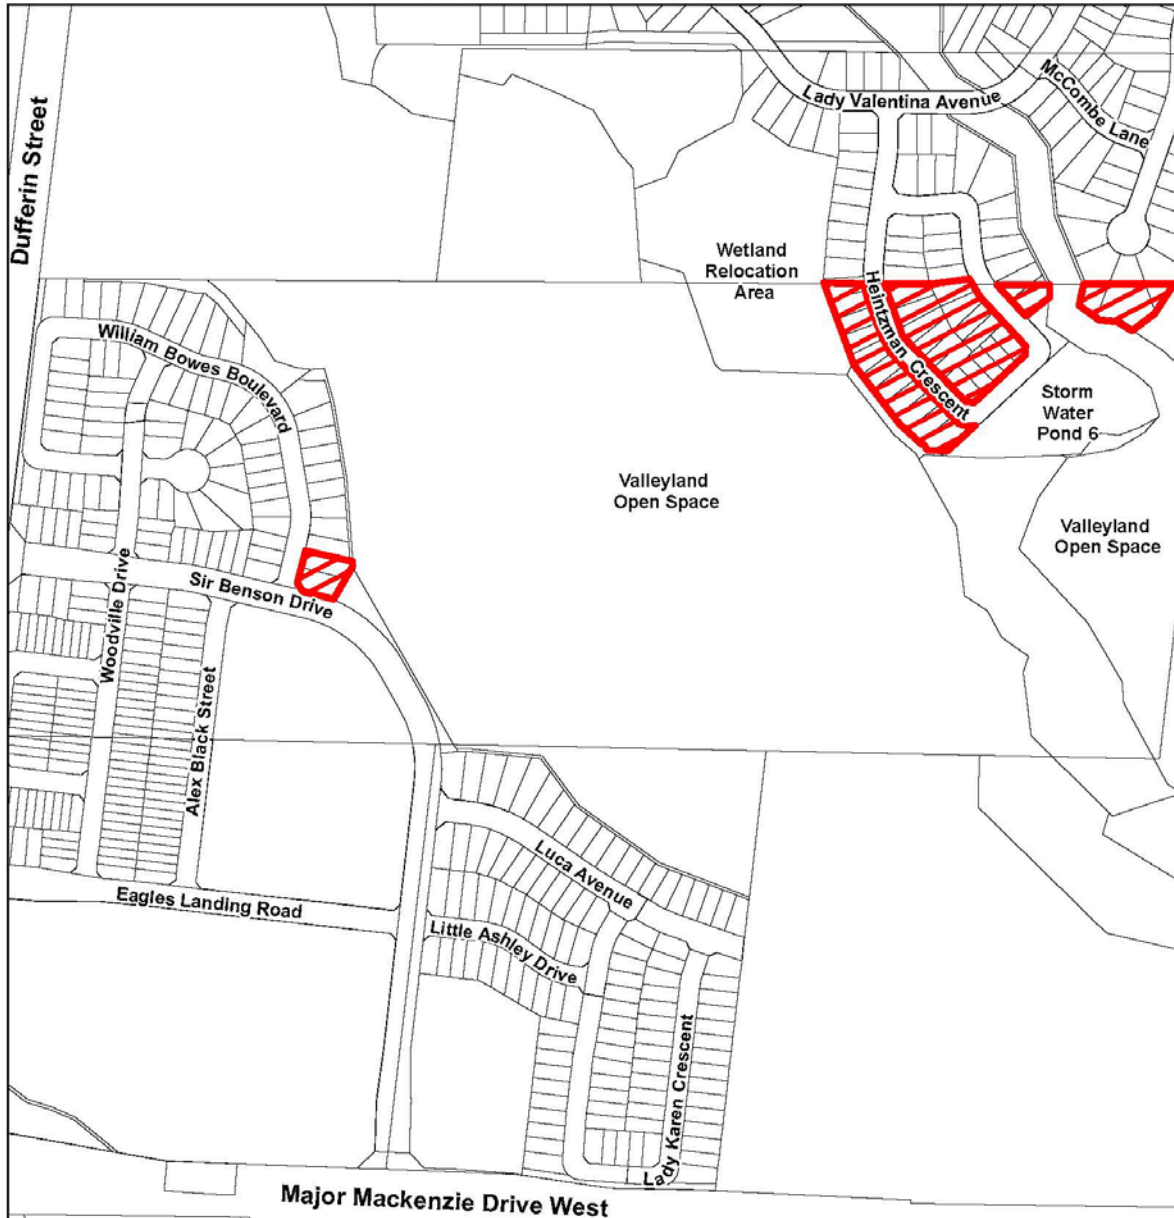 Dufferin Street
Lady Valentina Avenue
McCombe Lane
Wetland
Relocation
Area
Heintzman Crescent
William Bowes Boulevard
Storm
Water
Pond 6
Valleyland
Open Space
Valleyland
Open Space
Sir Benson Drive
Woodville Drive
Alex Black Street
Luca Avenue
Eagles Landing Road
Little Ashley Drive
Lady Karen Crescent
Major Mackenzie Drive West